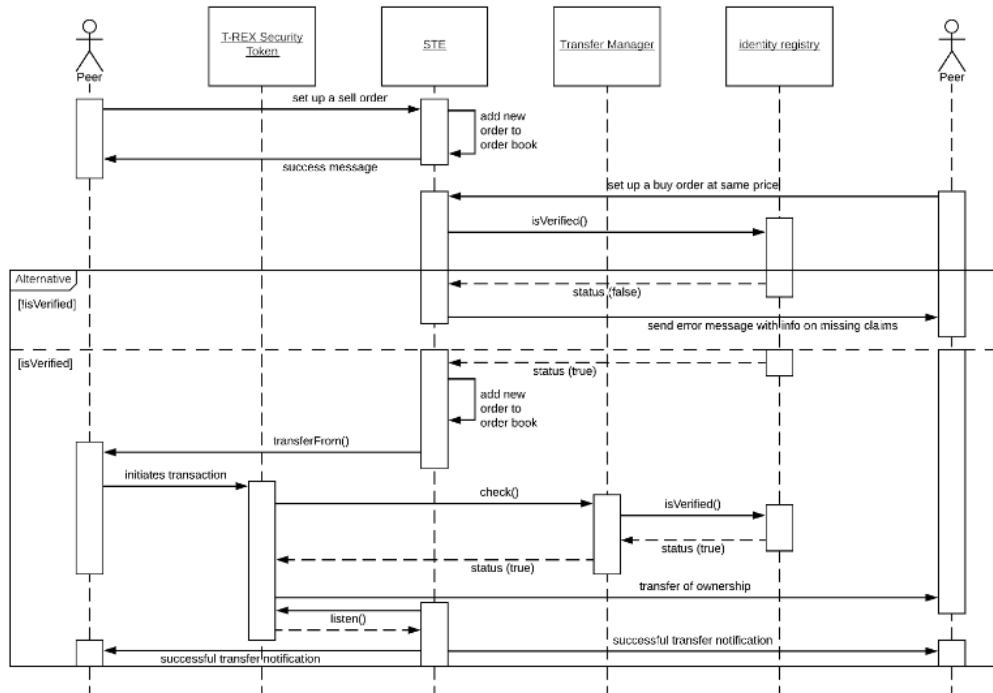 T-REX Security
Token
STE
Transfer Manager
identity registry
Peer
Peer
set up a sell order
add new
order to
order book
success message
set up a buy order at same price
isVerified()
Alternative
[!isVerified]
status (false)
send error message with info on missing claims
[isVerified]
status (true)
add new
order to
order book
transferFrom()
initiates transaction
check()
isVerified()
status (true)
status (true)
transfer of ownership
listen()
successful transfer notification
successful transfer notification